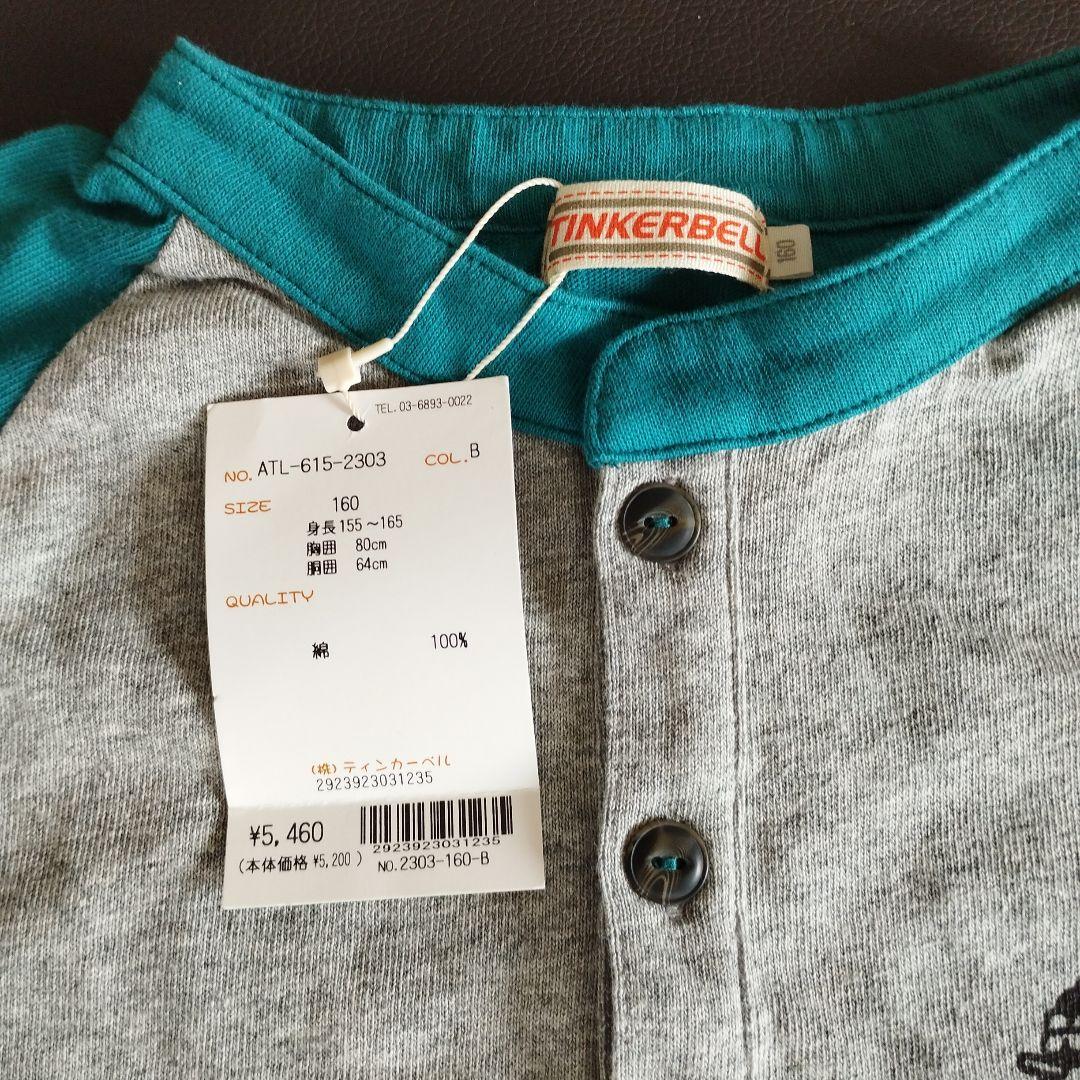 TINKERBELL
160
TEL. 03-6893-0022
NO. ATL-615-2303 COL. B
SIZE 160
身長155～165
胸囲 80cm
胴囲 64cm
QUALITY
綿 100%
(株)ティンカーベル
2923923031235
¥5,460
2923923031235
(本体価格 ¥5,200) NO.2303-160-B